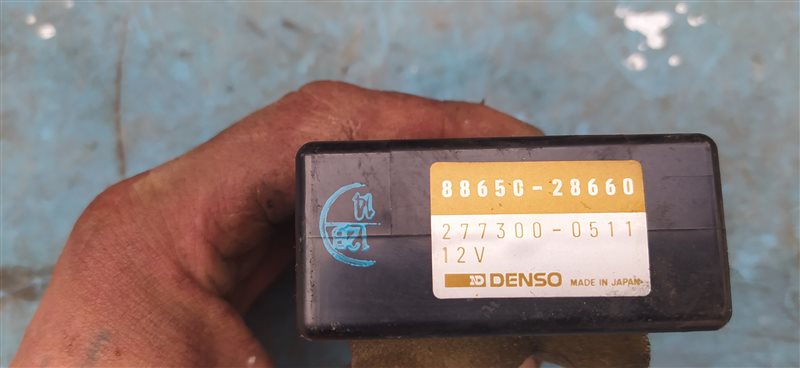 88650-28660
277300-0511
12V
DENSO MADE IN JAPAN